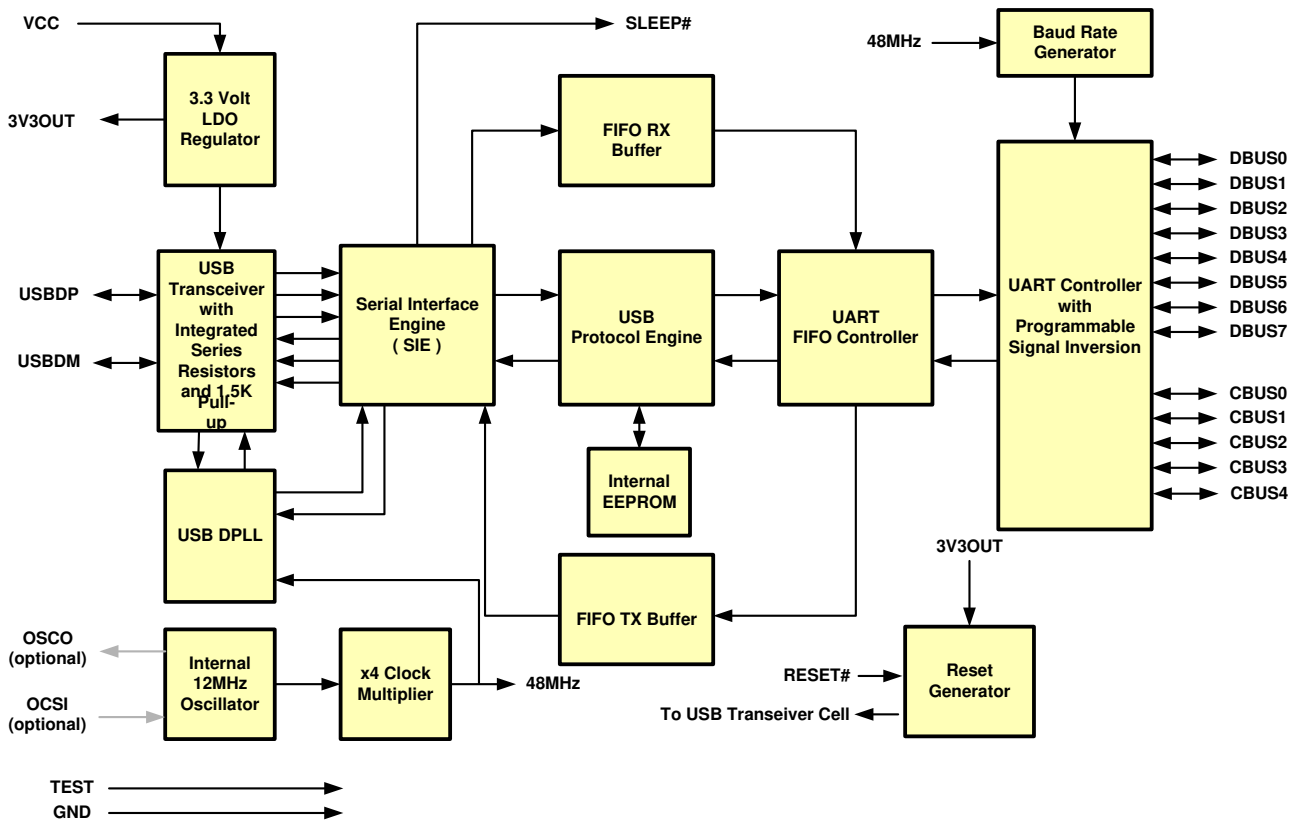 VCC
SLEEP#
48MHz
Baud Rate
Generator
3.3 Volt
LDO
Regulator
3V3OUT
FIFO RX
Buffer
DBUS0
DBUS1
DBUS2
DBUS3
DBUS4
DBUS5
DBUS6
DBUS7
USBDP
USBDM
USB
Transceiver
with
Integrated
Series
Resistors
and 1.5K
Pull-
up
Serial Interface
Engine
( SIE )
USB
Protocol Engine
UART
FIFO Controller
UART Controller
with
Programmable
Signal Inversion
CBUS0
CBUS1
CBUS2
CBUS3
CBUS4
USB DPLL
Internal
EEPROM
3V3OUT
FIFO TX Buffer
OSCO
(optional)
OCSI
(optional)
Internal
12MHz
Oscillator
x4 Clock
Multiplier
48MHz
RESET#
To USB Transeiver Cell
Reset
Generator
TEST
GND